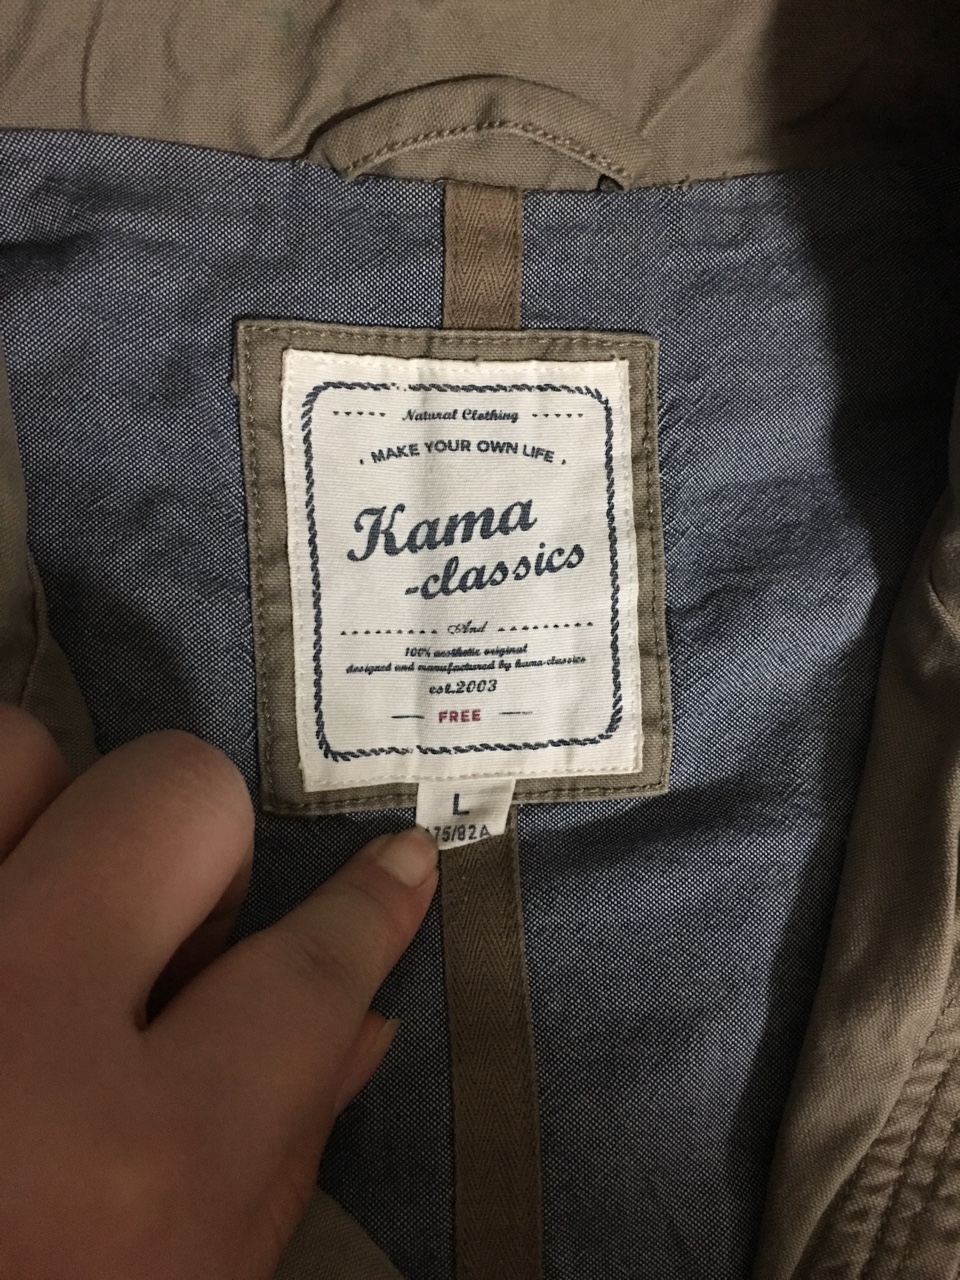 Natural Clothing
MAKE YOUR OWN LIFE
Kama
-classics
And
100% aesthetic original
designed and manufactured by kama-classics
est.2003
FREE
L
175/82A